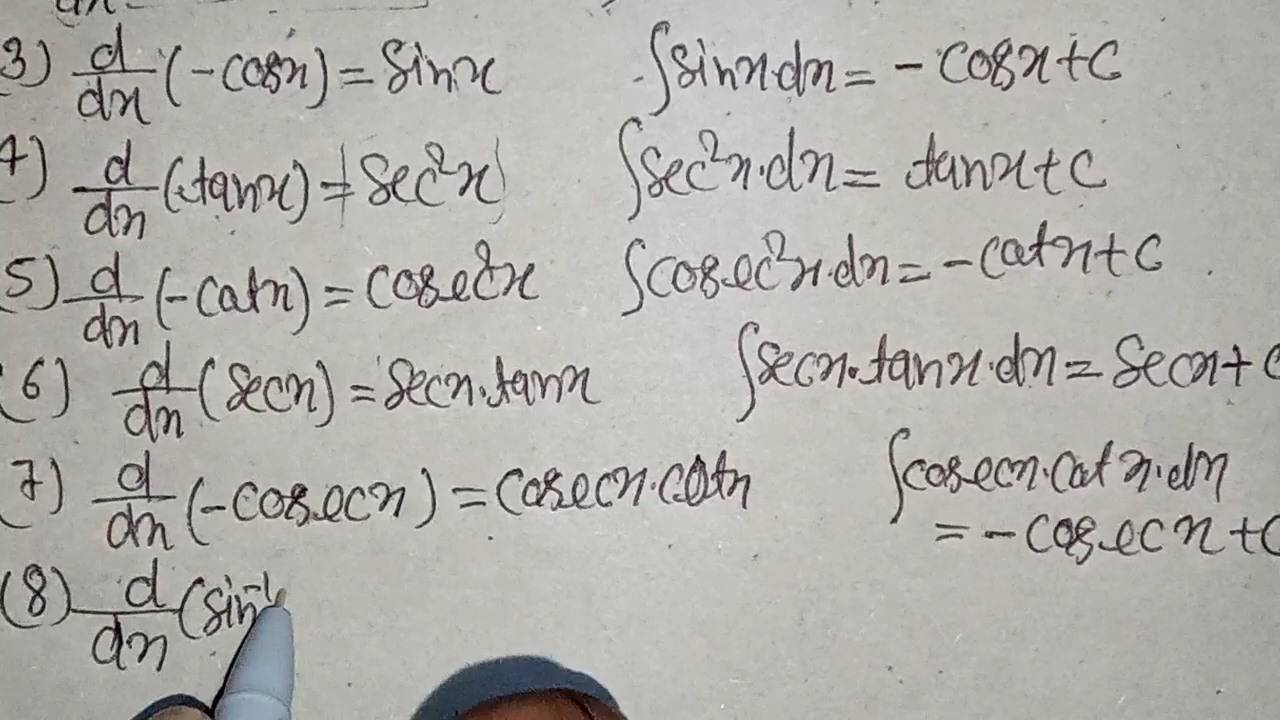 3) d/dx (-cosx) = sinx ∫sinx dx = -cosx+c
4) d/dx (tanx) = sec²x ∫sec²x·dx = tanx+c
5) d/dx (-cotx) = cosec²x ∫cosec²x·dx = -cotx+c
(6) d/dx (secx) = secx·tanx ∫secx·tanx·dx = secx+c
(7) d/dx (-cosecx) = cosecx·cotx ∫cosecx·cotx·dx
= -cosecx+c
(8) d/dx (sin⁻¹